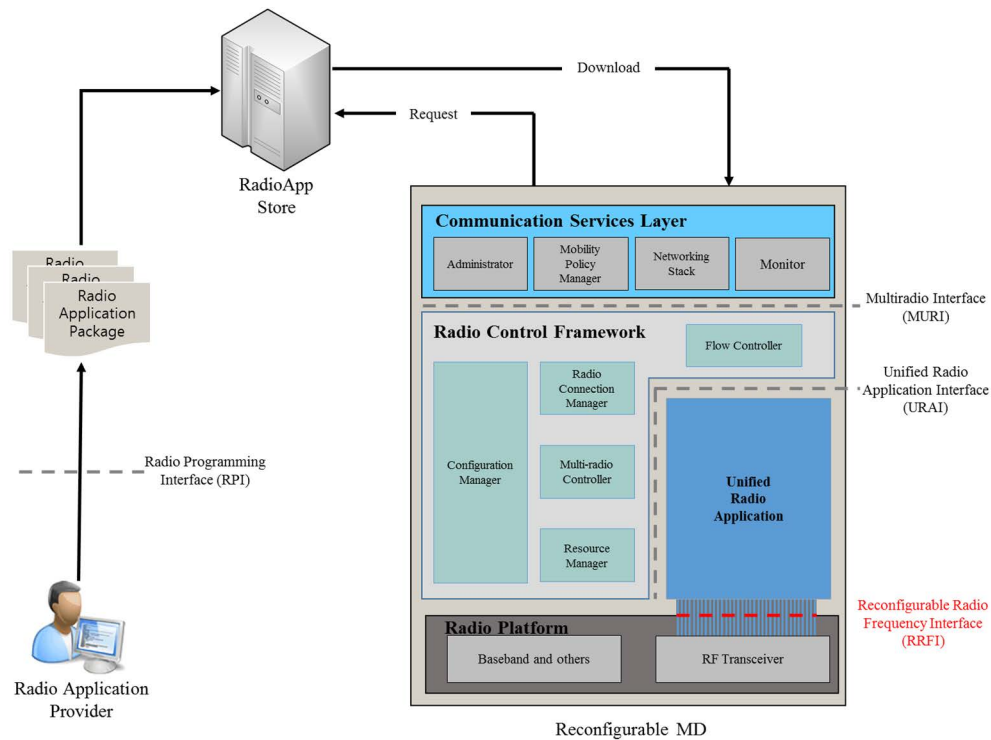 Download
Request
RadioApp
Store
Communication Services Layer
Administrator
Mobility
Policy
Manager
Networking
Stack
Monitor
Radio
Radio
Radio
Application
Package
Multiradio Interface
(MURI)
Radio Control Framework
Flow Controller
Radio
Connection
Manager
Unified Radio
Application Interface
(URAI)
Configuration
Manager
Multi-radio
Controller
Resource
Manager
Unified
Radio
Application
Radio Programming
Interface (RPI)
Reconfigurable Radio
Frequency Interface
(RRFI)
Radio Platform
Baseband and others
RF Transceiver
Radio Application
Provider
Reconfigurable MD